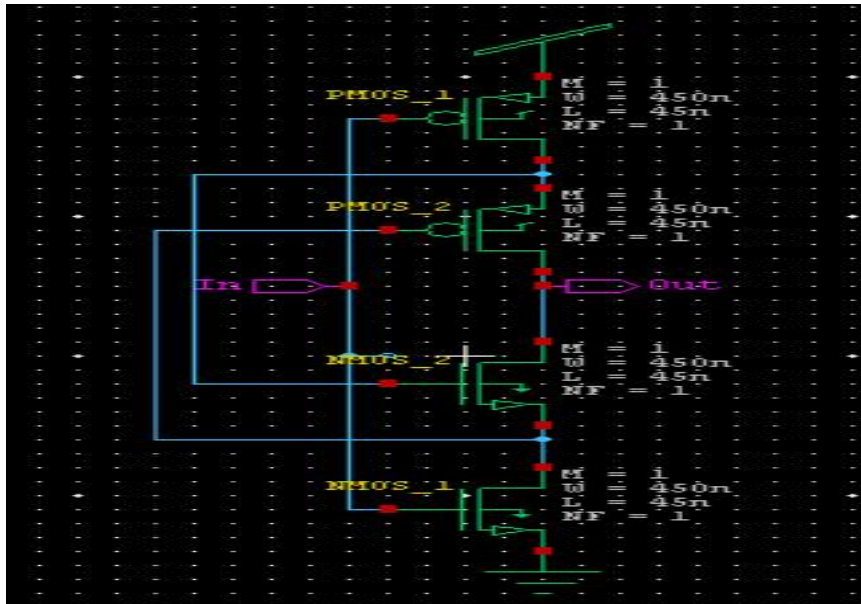 PMOS_1
M = 1
W = 450n
L = 45n
NF = 1
PMOS_2
M = 1
W = 450n
L = 45n
NF = 1
In
Out
NMOS_2
M = 1
W = 450n
L = 45n
NF = 1
NMOS_1
M = 1
W = 450n
L = 45n
NF = 1